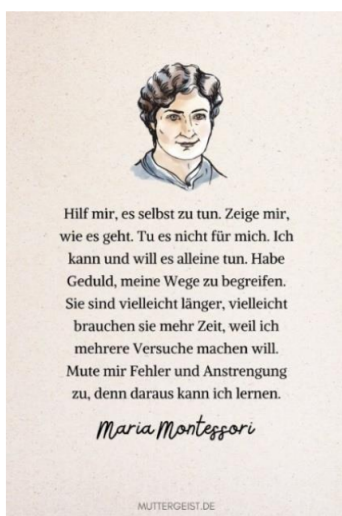 Hilf mir, es selbst zu tun. Zeige mir,
wie es geht. Tu es nicht für mich. Ich
kann und will es alleine tun. Habe
Geduld, meine Wege zu begreifen.
Sie sind vielleicht länger, vielleicht
brauchen sie mehr Zeit, weil ich
mehrere Versuche machen will.
Mute mir Fehler und Anstrengung
zu, denn daraus kann ich lernen.
Maria Montessori
MUTTERGEIST.DE